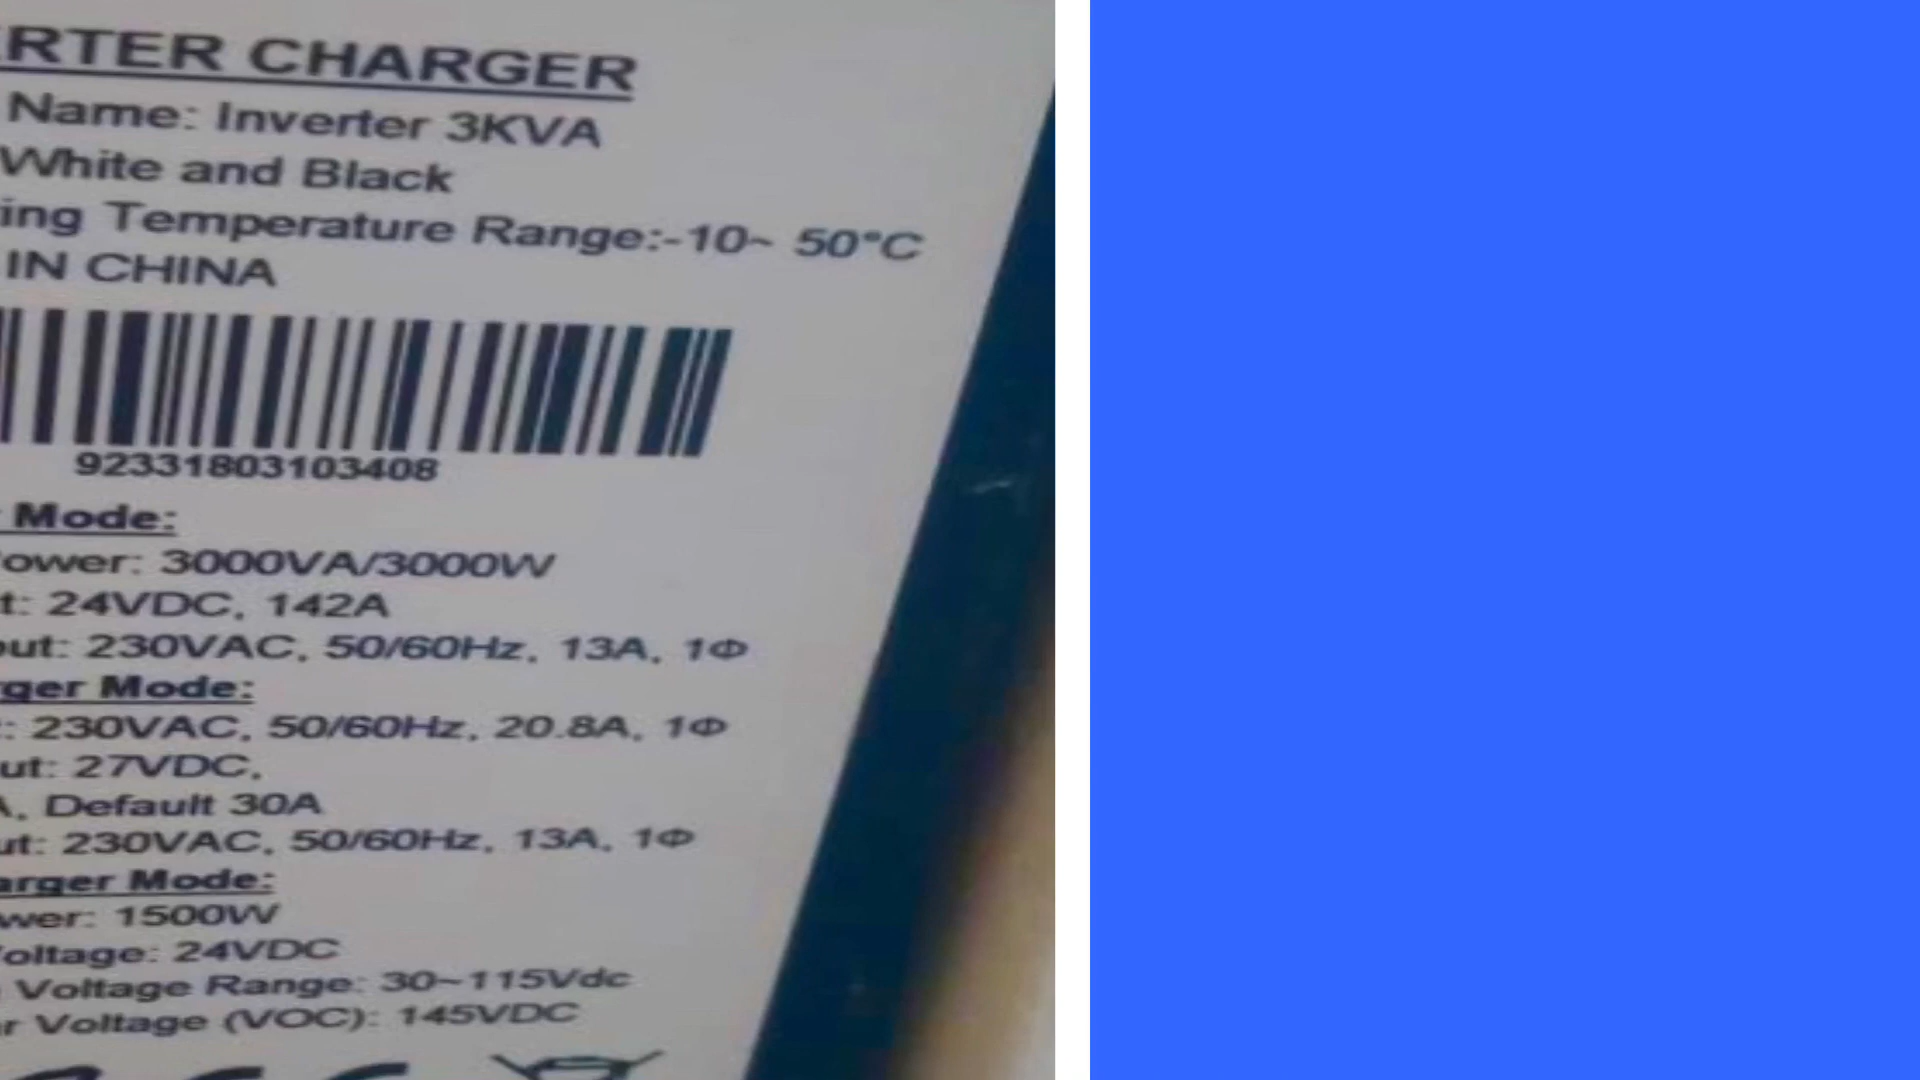 RTER CHARGER
Name: Inverter 3KVA
White and Black
ing Temperature Range:-10~ 50°C
IN CHINA
92331803103408
Mode:
ower: 3000VA/3000W
t: 24VDC, 142A
out: 230VAC, 50/60Hz, 13A, 1Φ
ger Mode:
: 230VAC, 50/60Hz, 20.8A, 1Φ
ut: 27VDC,
A, Default 30A
ut: 230VAC, 50/60Hz, 13A, 1Φ
arger Mode:
wer: 1500W
oltage: 24VDC
Voltage Range: 30~115Vdc
r Voltage (VOC): 145VDC